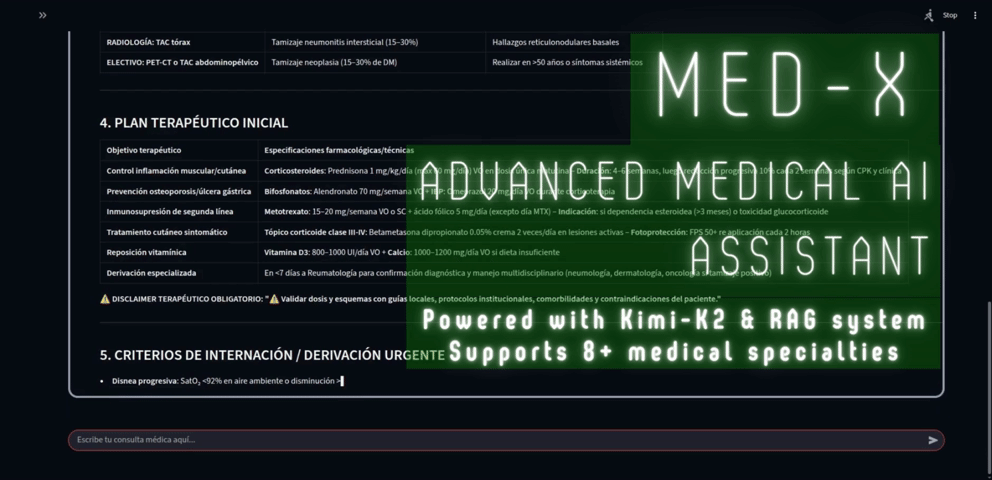 Stop
RADIOLOGÍA: TAC tórax Tamizaje neumonitis intersticial (15–30%) Hallazgos reticulonodulares basales
ELECTIVO: PET-CT o TAC abdominopélvico Tamizaje neoplasia (15–30% de DM) Realizar en >50 años o síntomas sistémicos
MED-X
4. PLAN TERAPÉUTICO INICIAL
Objetivo terapéutico Especificaciones farmacológicas/técnicas
Control inflamación muscular/cutánea Corticosteroides: Prednisona 1 mg/kg/día VO en dosis única matutina - Duración: 4–6 semanas, luego reducción progresiva 10% cada 2 semanas según CPK y clínica
ADVANCED MEDICAL AI
Prevención osteoporosis/úlcera gástrica Bifosfonatos: Alendronato 70 mg/semana VO + IBP: Omeprazol 20 mg/día VO durante corticoterapia
Inmunosupresión de segunda línea Metotrexato: 15–20 mg/semana VO o SC + ácido fólico 5 mg/día (excepto día MTX) – Indicación: si dependencia esteroidea (>3 meses) o toxicidad glucocorticoide
Tratamiento cutáneo sintomático Tópico corticoide clase III-IV: Betametasona dipropionato 0.05% crema 2 veces/día en lesiones activas – Fotoprotección: FPS 50+ re aplicación cada 2 horas
ASSISTANT
Reposición vitamínica Vitamina D3: 800–1000 UI/día VO + Calcio: 1000–1200 mg/día VO si dieta insuficiente
Derivación especializada En <7 días a Reumatología para confirmación diagnóstica y manejo multidisciplinario (neumología, dermatología, oncología si tamizaje positivo)
⚠️ DISCLAIMER TERAPÉUTICO OBLIGATORIO: "⚠️ Validar dosis y esquemas con guías locales, protocolos institucionales, comorbilidades y contraindicaciones del paciente."
Powered with Kimi-K2 & RAG system
5. CRITERIOS DE INTERNACIÓN / DERIVACIÓN URGENTE
Supports 8+ medical specialties
• Disnea progresiva: SatO₂ <92% en aire ambiente o disminución >
Escribe tu consulta médica aquí...